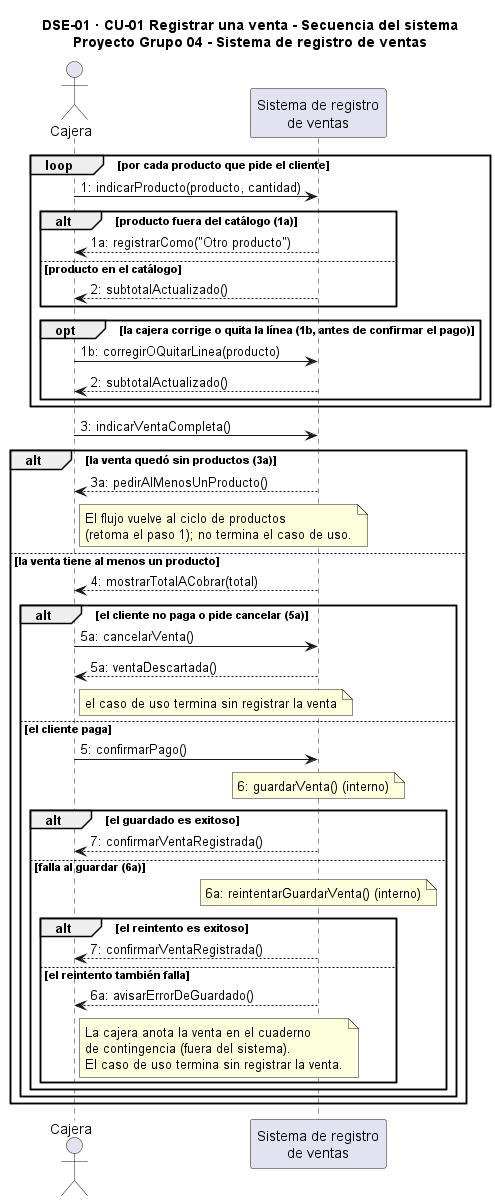 DSE-01 · CU-01 Registrar una venta - Secuencia del sistema
Proyecto Grupo 04 - Sistema de registro de ventas
Cajera
Sistema de registro
de ventas
loop [por cada producto que pide el cliente]
1: indicarProducto(producto, cantidad)
alt [producto fuera del catálogo (1a)]
1a: registrarComo("Otro producto")
[producto en el catálogo]
2: subtotalActualizado()
opt [la cajera corrige o quita la línea (1b, antes de confirmar el pago)]
1b: corregirOQuitarLinea(producto)
2: subtotalActualizado()
3: indicarVentaCompleta()
alt [la venta quedó sin productos (3a)]
3a: pedirAlMenosUnProducto()
El flujo vuelve al ciclo de productos
(retoma el paso 1); no termina el caso de uso.
[la venta tiene al menos un producto]
4: mostrarTotalACobrar(total)
alt [el cliente no paga o pide cancelar (5a)]
5a: cancelarVenta()
5a: ventaDescartada()
el caso de uso termina sin registrar la venta
[el cliente paga]
5: confirmarPago()
6: guardarVenta() (interno)
alt [el guardado es exitoso]
7: confirmarVentaRegistrada()
[falla al guardar (6a)]
6a: reintentarGuardarVenta() (interno)
alt [el reintento es exitoso]
7: confirmarVentaRegistrada()
[el reintento también falla]
6a: avisarErrorDeGuardado()
La cajera anota la venta en el cuaderno
de contingencia (fuera del sistema).
El caso de uso termina sin registrar la venta.
Cajera
Sistema de registro
de ventas